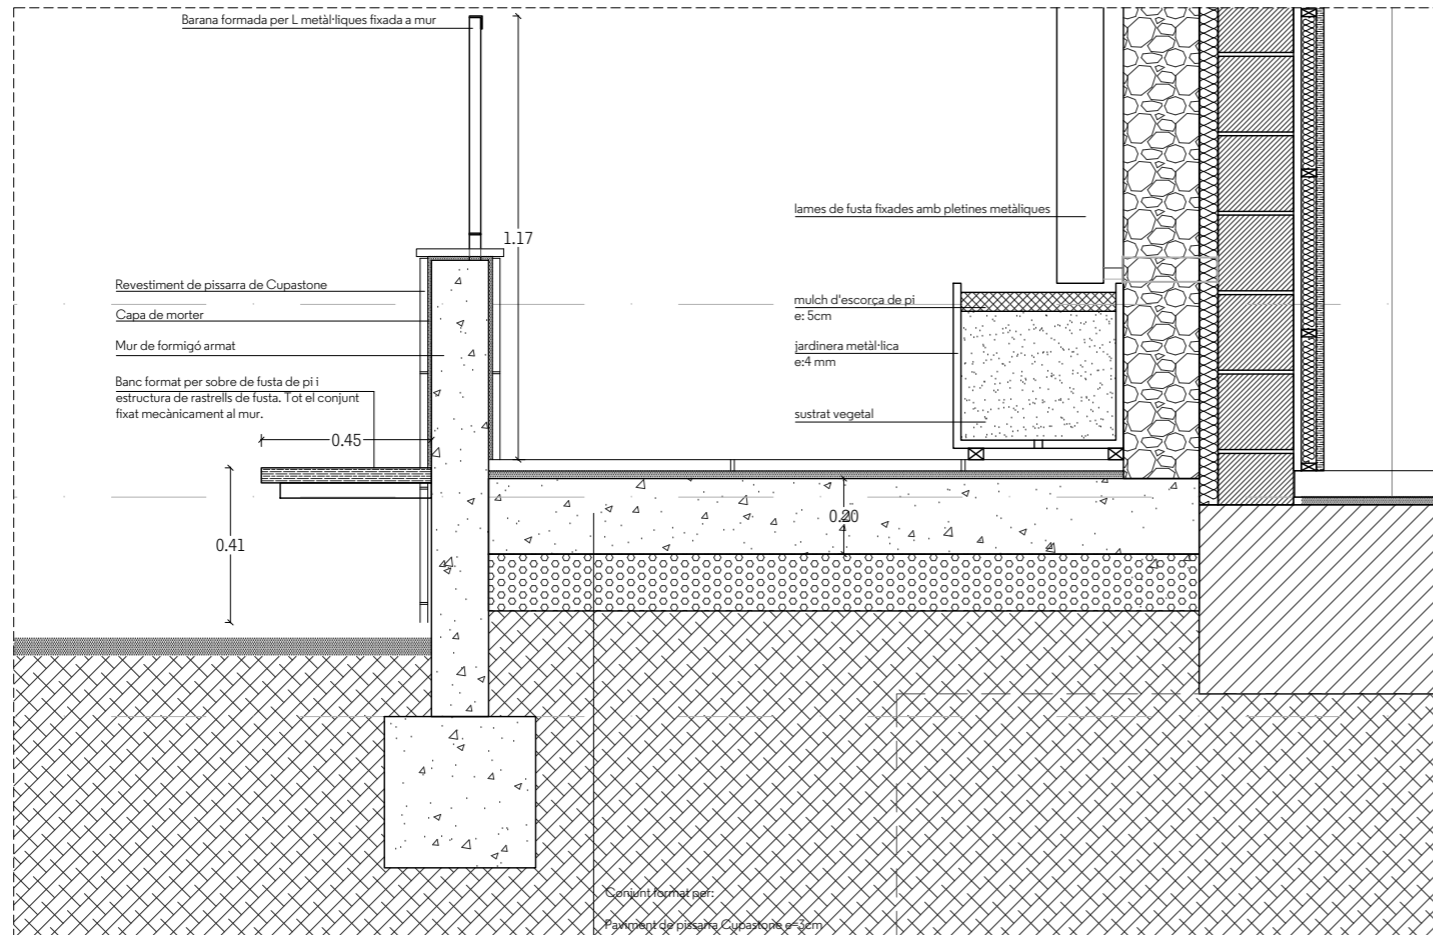 Barana formada per L metàl·liques fixada a mur
1.17
lames de fusta fixades amb pletines metàliques
Revestiment de pissarra de Cupastone
Capa de morter
Mur de formigó armat
Banc format per sobre de fusta de pi i
estructura de rastrells de fusta. Tot el conjunt
fixat mecànicament al mur.
mulch d'escorça de pi
e: 5cm
jardinera metàl·lica
e:4 mm
sustrat vegetal
0.45
0.41
0.20
Conjunt format per:
Paviment de pissarra Cupastone e=3cm